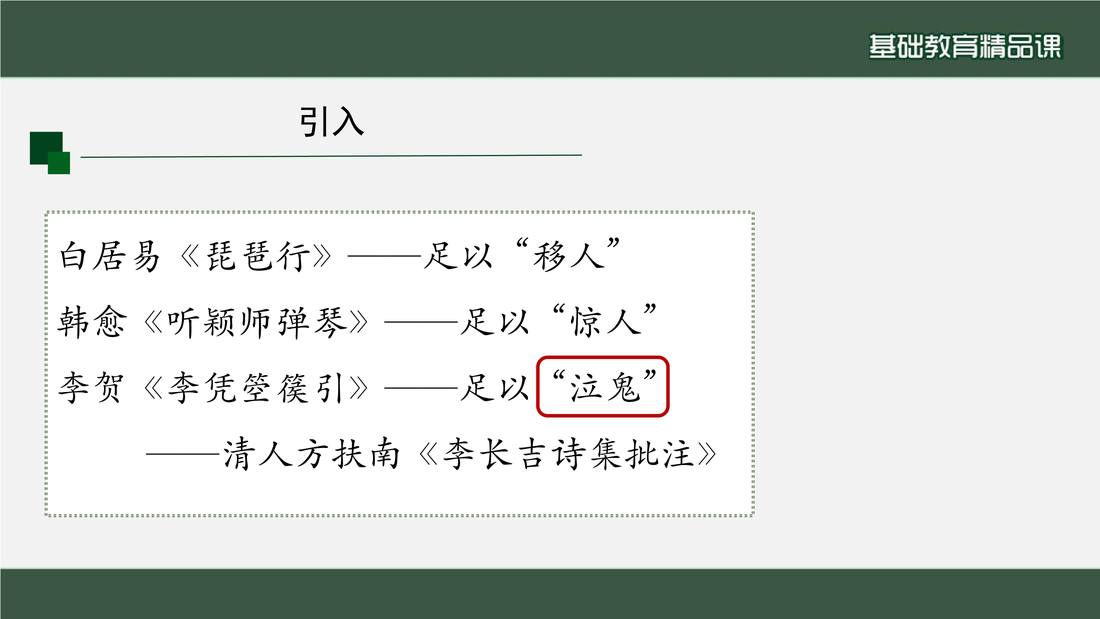 基础教育精品课
引入
白居易《琵琶行》——足以“移人”
韩愈《听颖师弹琴》——足以“惊人”
李贺《李凭箜篌引》——足以“泣鬼”
——清人方扶南《李长吉诗集批注》